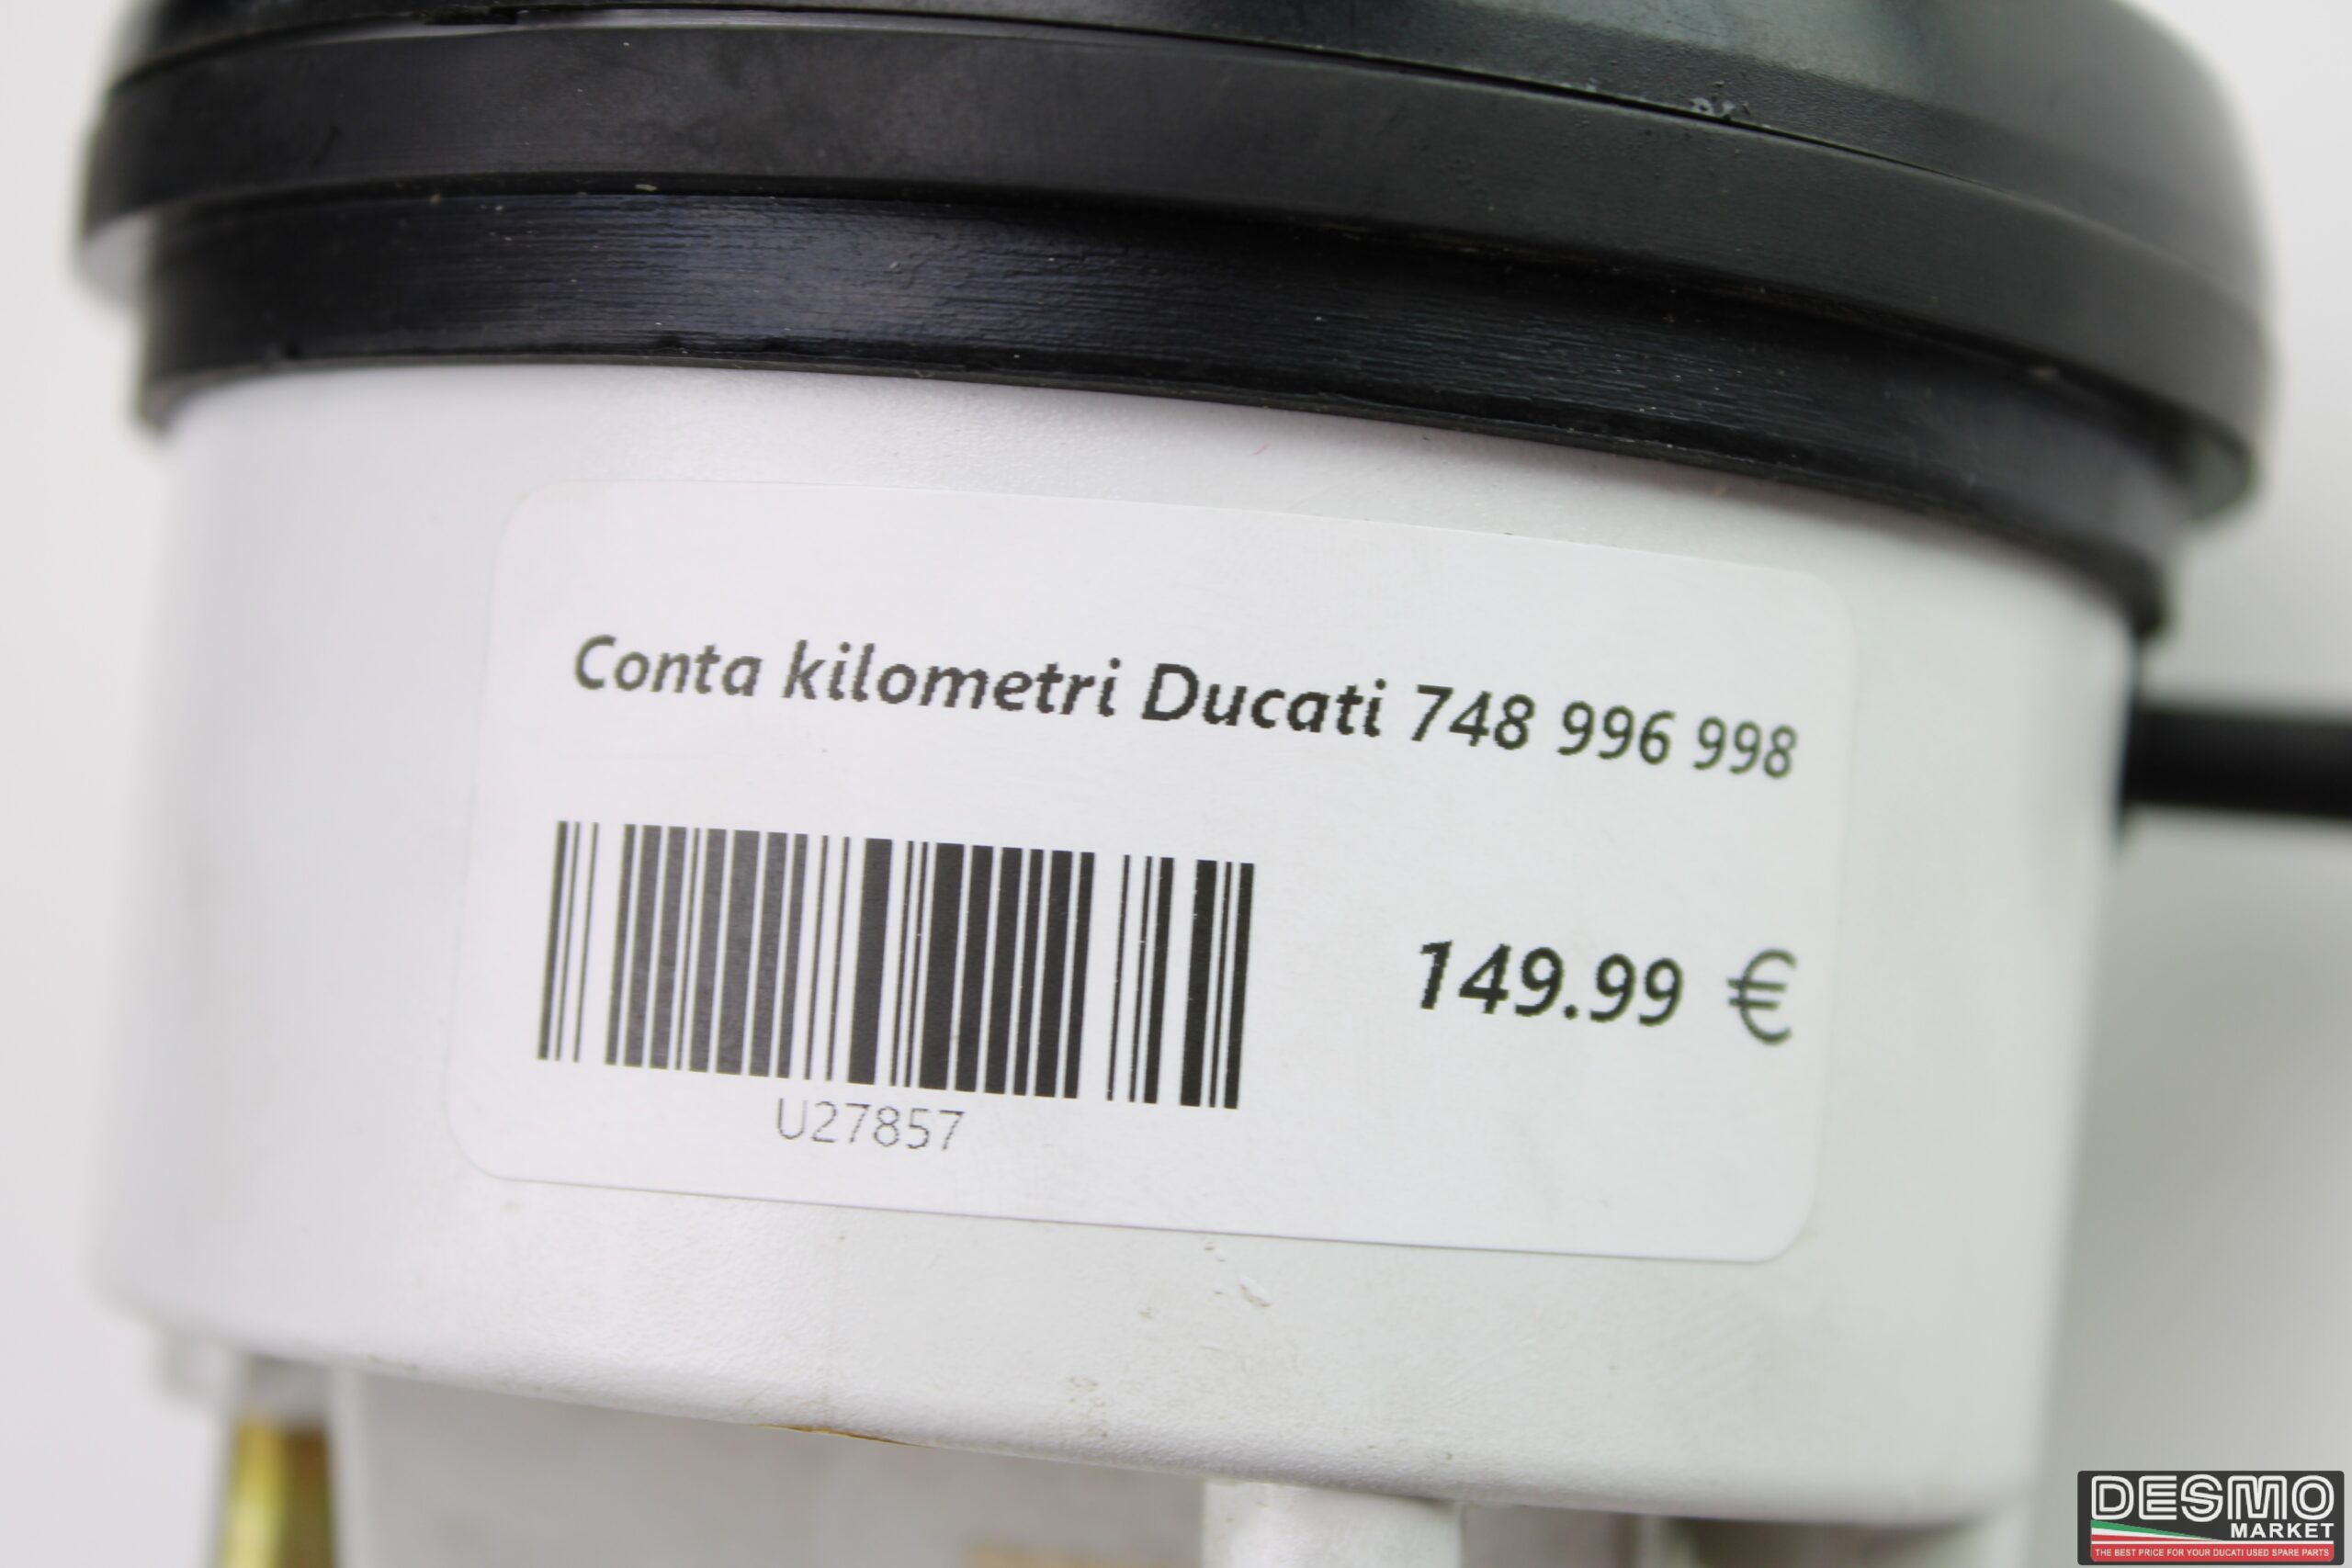 Conta kilometri Ducati 748 996 998
149.99 €
U27857
DESMO
MARKET
THE BEST PRICE FOR YOUR DUCATI USED SPARE PARTS